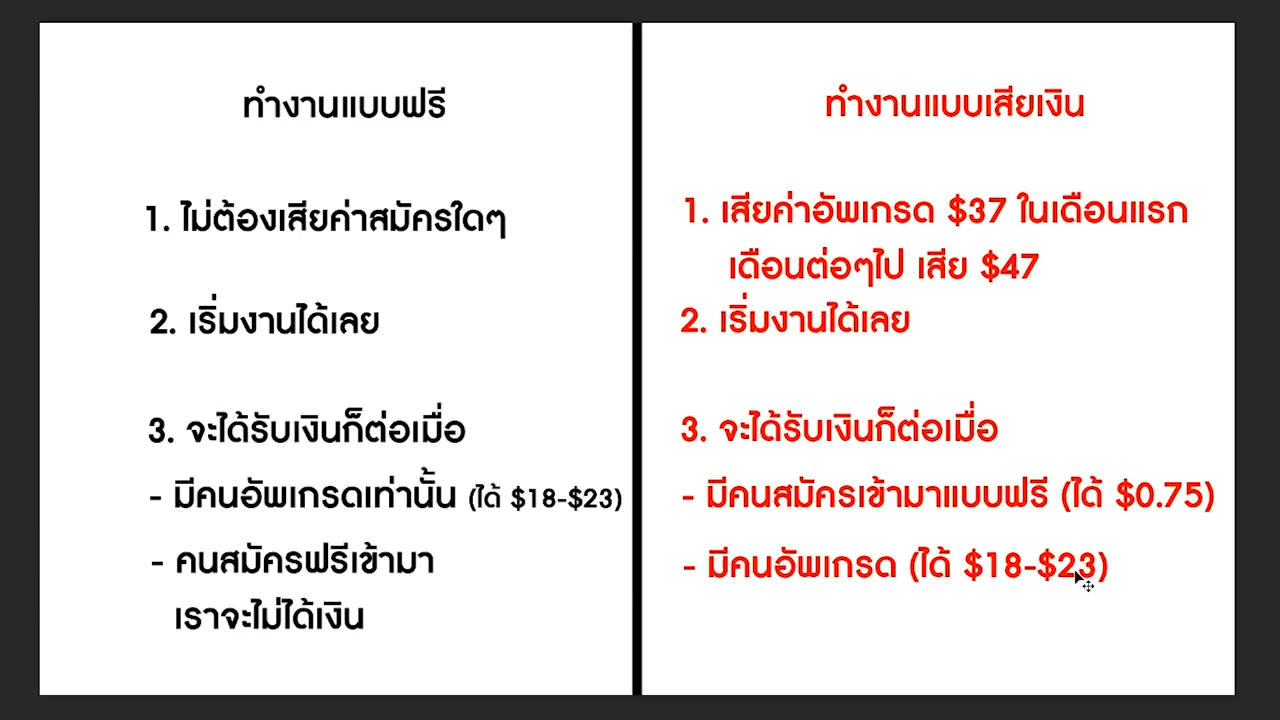 ทำงานแบบฟรี
1. ไม่ต้องเสียค่าสมัครใดๆ
2. เริ่มงานได้เลย
3. จะได้รับเงินก็ต่อเมื่อ
- มีคนอัพเกรดเท่านั้น (ได้ $18-$23)
- คนสมัครฟรีเข้ามา
เราจะไม่ได้เงิน
ทำงานแบบเสียเงิน
1. เสียค่าอัพเกรด $37 ในเดือนแรก
เดือนต่อๆไป เสีย $47
2. เริ่มงานได้เลย
3. จะได้รับเงินก็ต่อเมื่อ
- มีคนสมัครเข้ามาแบบฟรี (ได้ $0.75)
- มีคนอัพเกรด (ได้ $18-$23)